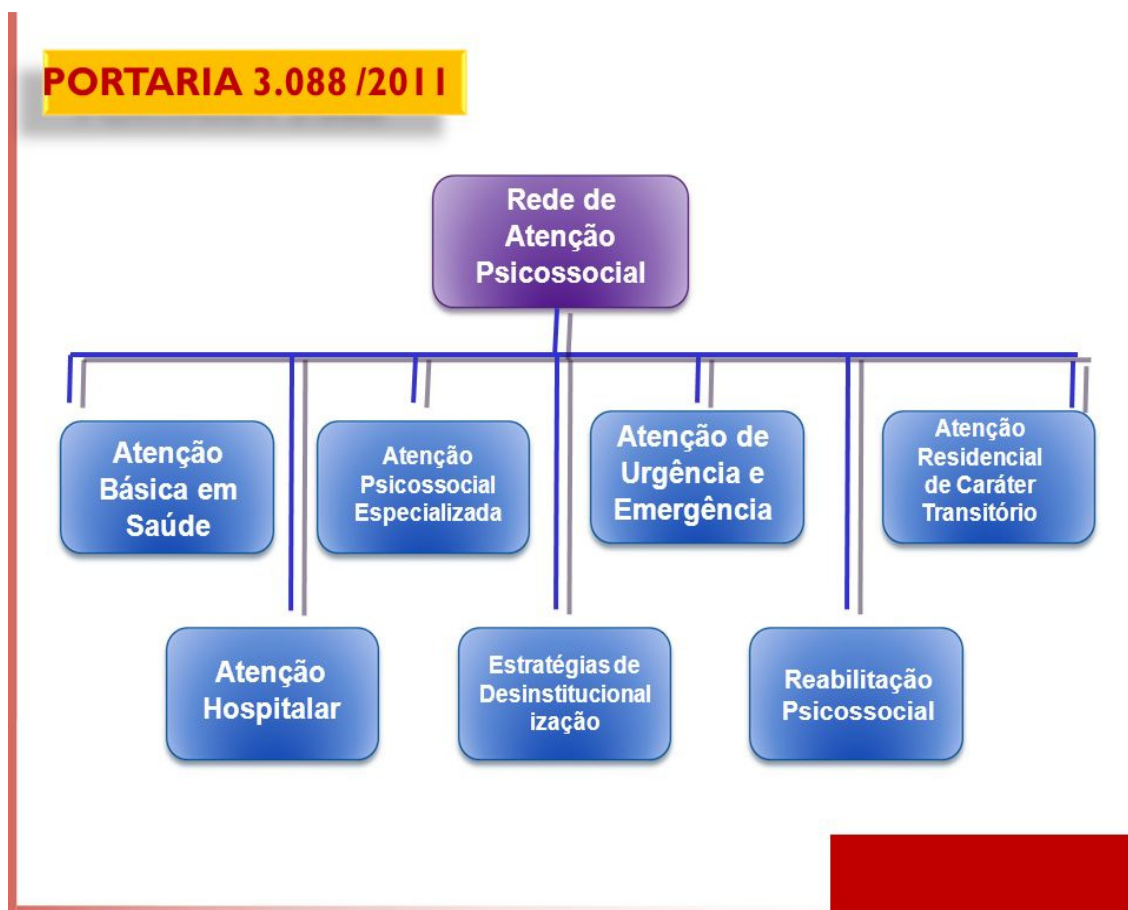 PORTARIA 3.088 /2011
Rede de
Atenção
Psicossocial
Atenção
Básica em
Saúde
Atenção
Psicossocial
Especializada
Atenção de
Urgência e
Emergência
Atenção
Residencial
de Caráter
Transitório
Atenção
Hospitalar
Estratégias de
Desinstitucional
ização
Reabilitação
Psicossocial